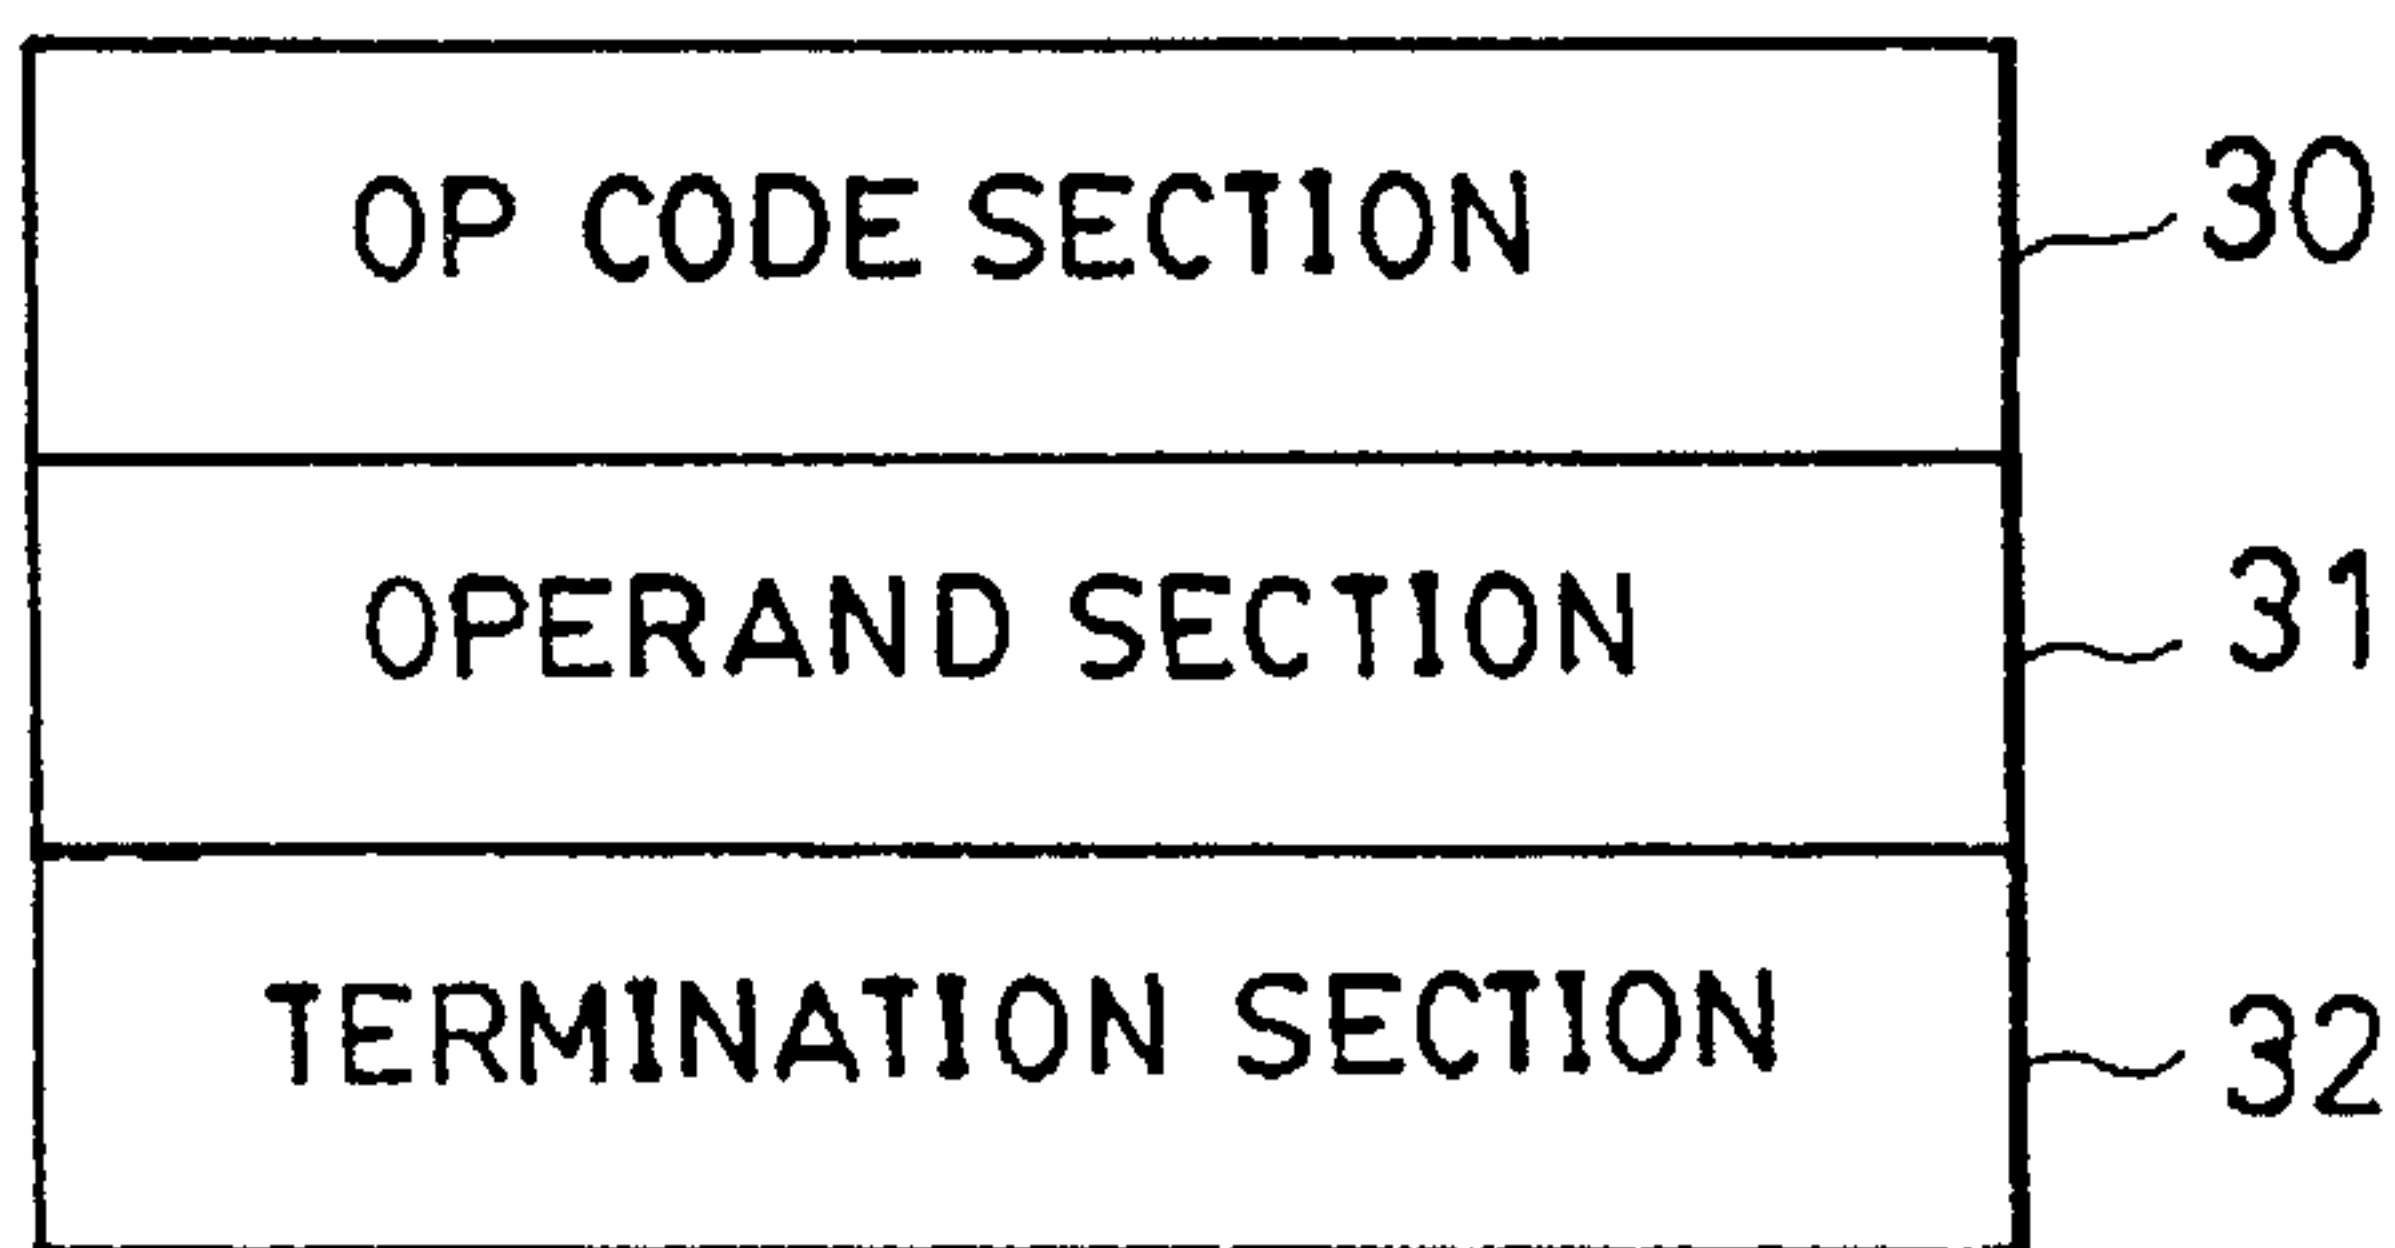 OP CODE SECTION 30
OPERAND SECTION 31
TERMINATION SECTION 32